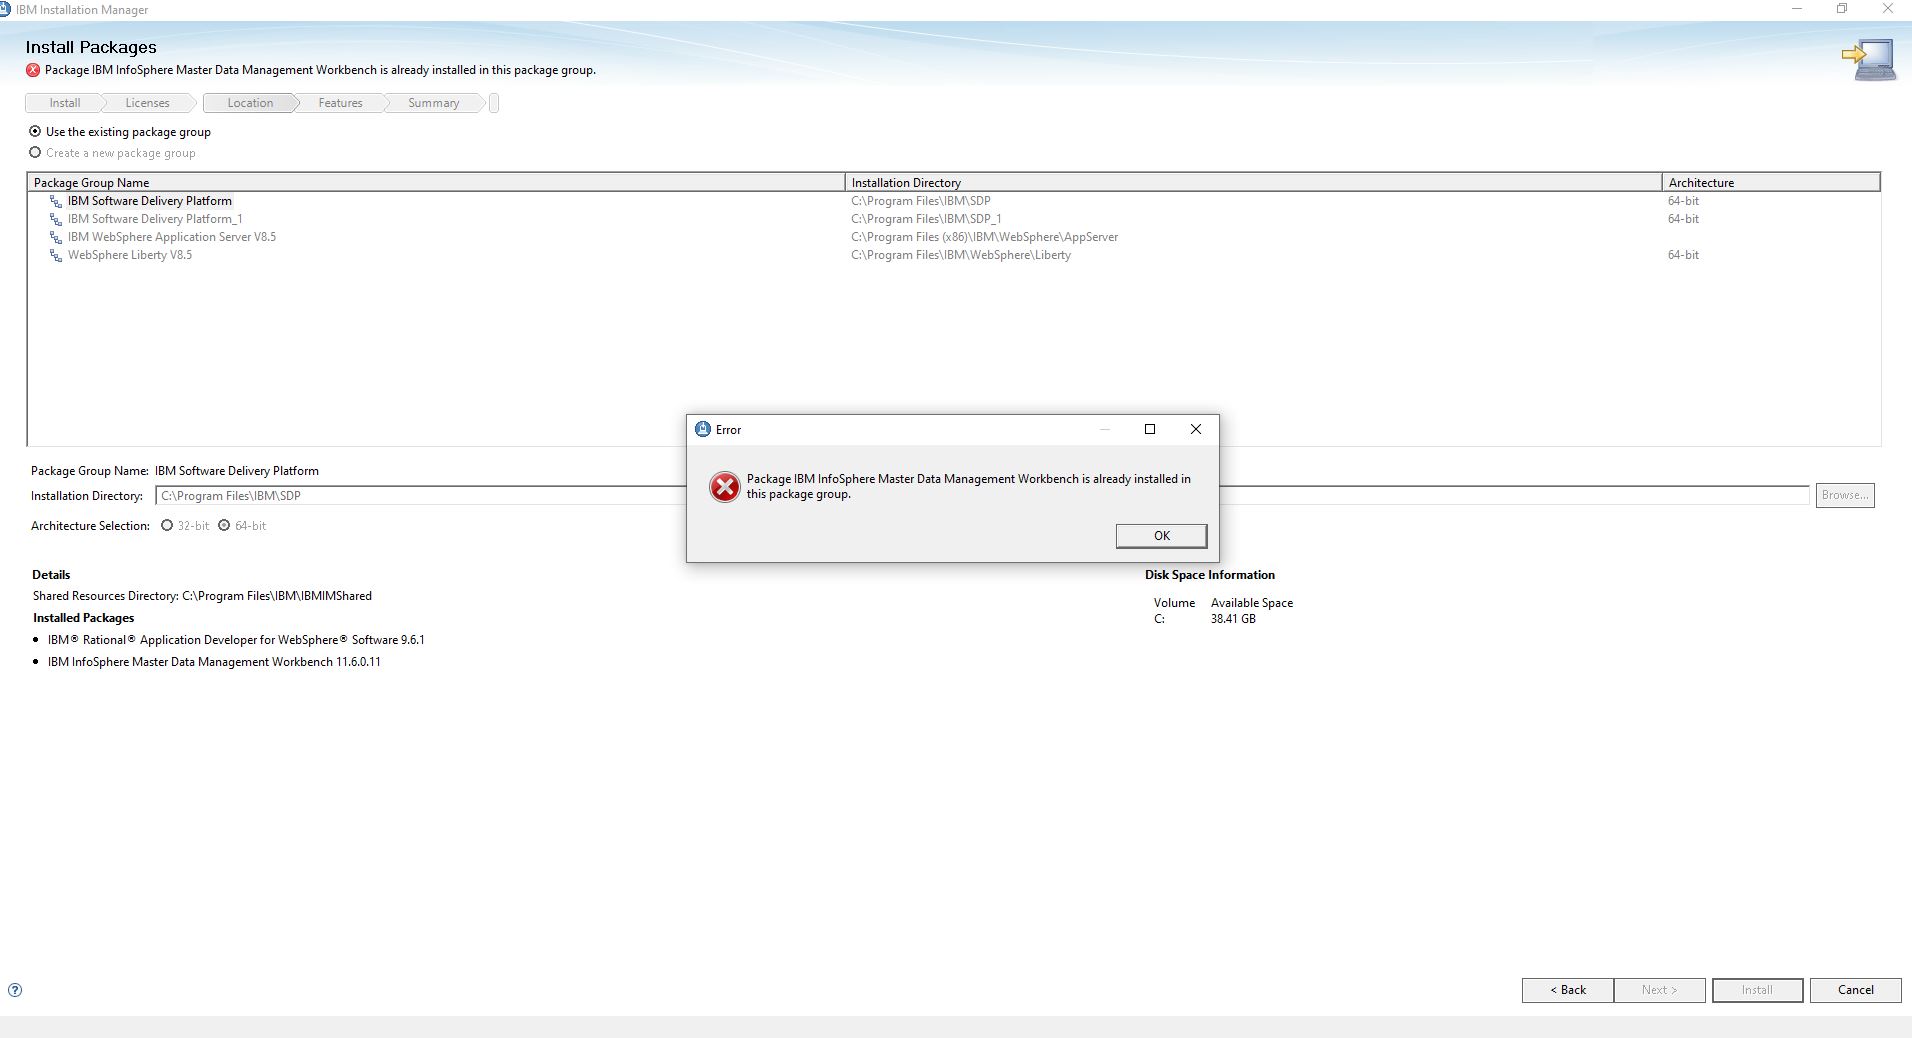 IBM Installation Manager
Install Packages
Package IBM InfoSphere Master Data Management Workbench is already installed in this package group.
Install Licenses Location Features Summary
Use the existing package group
Create a new package group
Package Group Name Installation Directory Architecture
IBM Software Delivery Platform C:\Program Files\IBM\SDP 64-bit
IBM Software Delivery Platform_1 C:\Program Files\IBM\SDP_1 64-bit
IBM WebSphere Application Server V8.5 C:\Program Files (x86)\IBM\WebSphere\AppServer
WebSphere Liberty V8.5 C:\Program Files\IBM\WebSphere\Liberty 64-bit
Error
Package IBM InfoSphere Master Data Management Workbench is already installed in
this package group.
OK
Package Group Name: IBM Software Delivery Platform
Installation Directory: C:\Program Files\IBM\SDP Browse...
Architecture Selection: 32-bit 64-bit
Details
Shared Resources Directory: C:\Program Files\IBM\IBMIMShared
Installed Packages
IBM® Rational® Application Developer for WebSphere® Software 9.6.1
IBM InfoSphere Master Data Management Workbench 11.6.0.11
Disk Space Information
Volume Available Space
C: 38.41 GB
? < Back Next > Install Cancel